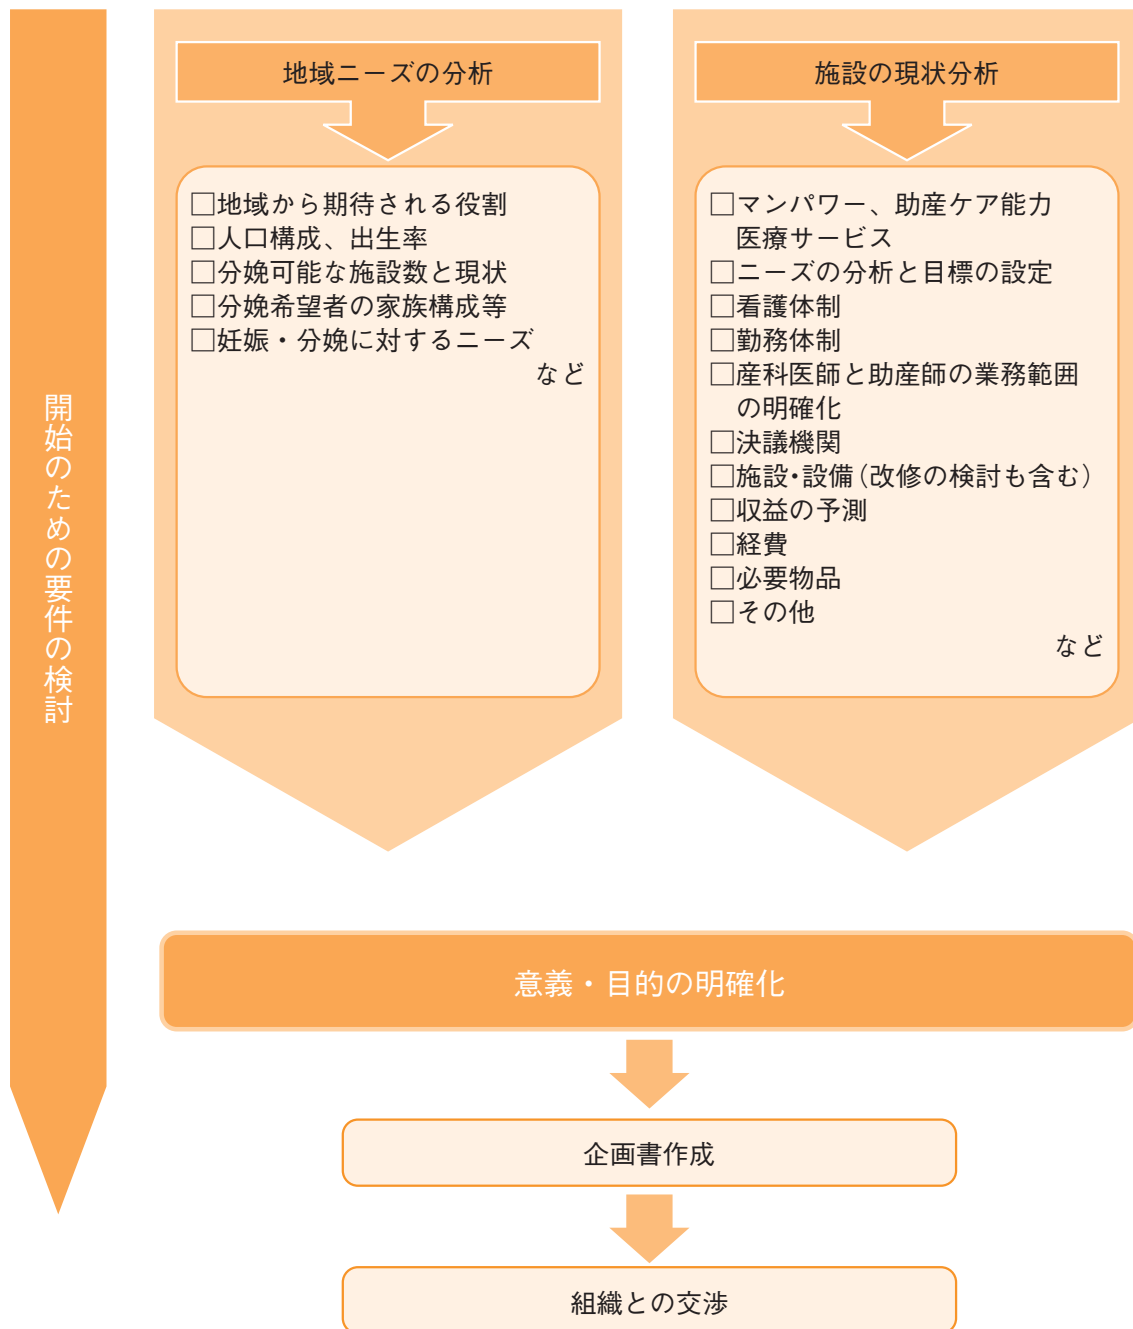 開始のための要件の検討
地域ニーズの分析
□地域から期待される役割
□人口構成、出生率
□分娩可能な施設数と現状
□分娩希望者の家族構成等
□妊娠・分娩に対するニーズ
など
施設の現状分析
□マンパワー、助産ケア能力
医療サービス
□ニーズの分析と目標の設定
□看護体制
□勤務体制
□産科医師と助産師の業務範囲
の明確化
□決議機関
□施設・設備（改修の検討も含む）
□収益の予測
□経費
□必要物品
□その他
など
意義・目的の明確化
企画書作成
組織との交渉